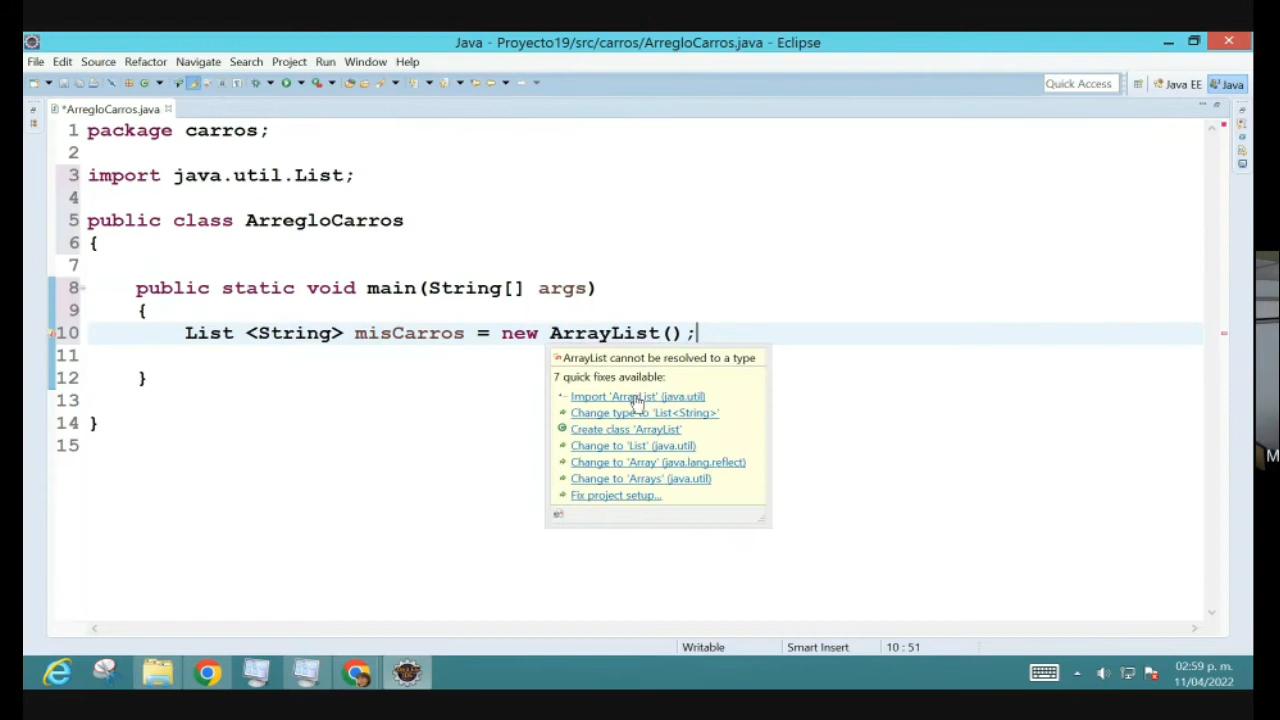 Java - Proyecto19/src/carros/ArregloCarros.java - Eclipse
File Edit Source Refactor Navigate Search Project Run Window Help
Quick Access Java EE Java
*ArregloCarros.java
1 package carros;
2
3 import java.util.List;
4
5 public class ArregloCarros
6 {
7
8 public static void main(String[] args)
9 {
10 List <String> misCarros = new ArrayList();
11
12 }
13
14 }
15
ArrayList cannot be resolved to a type
7 quick fixes available:
Import 'ArrayList' (java.util)
Change type to 'List<String>'
Create class 'ArrayList'
Change to 'List' (java.util)
Change to 'Array' (java.lang.reflect)
Change to 'Arrays' (java.util)
Fix project setup...
Writable Smart Insert 10 : 51
02:59 p. m.
11/04/2022
M